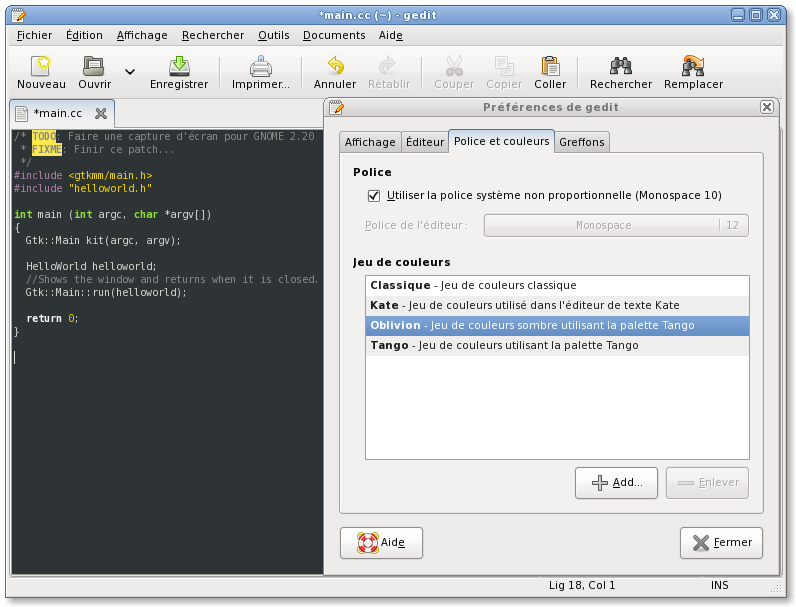 *main.cc (~) - gedit
Fichier Édition Affichage Rechercher Outils Documents Aide
Nouveau Ouvrir Enregistrer Imprimer... Annuler Rétablir Couper Copier Coller Rechercher Remplacer
*main.cc
/* TODO: Faire une capture d'écran pour GNOME 2.20
 * FIXME: Finir ce patch...
 */
#include <gtkmm/main.h>
#include "helloworld.h"
int main (int argc, char *argv[])
{
  Gtk::Main kit(argc, argv);
  HelloWorld helloworld;
  //Shows the window and returns when it is closed.
  Gtk::Main::run(helloworld);
  return 0;
}
Préférences de gedit
Affichage Éditeur Police et couleurs Greffons
Police
Utiliser la police système non proportionnelle (Monospace 10)
Police de l'éditeur : Monospace 12
Jeu de couleurs
Classique - Jeu de couleurs classique
Kate - Jeu de couleurs utilisé dans l'éditeur de texte Kate
Oblivion - Jeu de couleurs sombre utilisant la palette Tango
Tango - Jeu de couleurs utilisant la palette Tango
Add... Enlever
Aide Fermer
Lig 18, Col 1 INS